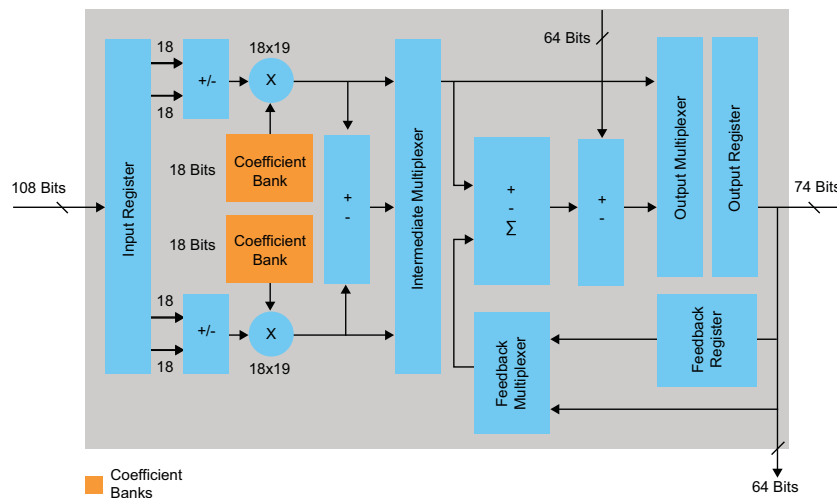 64 Bits
18
18
+/-
18x19
X
18 Bits
Coefficient
Bank
108 Bits
Input Register
18 Bits
Coefficient
Bank
+
-
Intermediate Multiplexer
+
-
∑
+
-
Output Multiplexer
Output Register
74 Bits
18
18
+/-
X
18x19
Feedback
Multiplexer
Feedback
Register
Coefficient
Banks
64 Bits